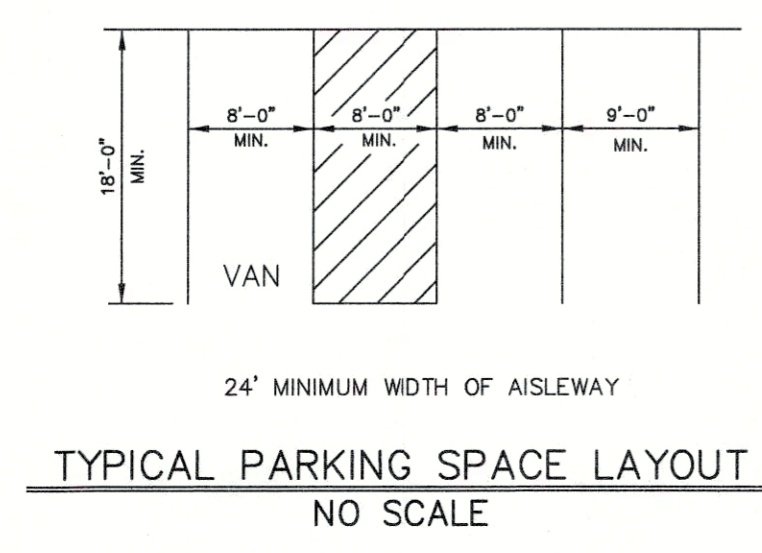 8'-0" 8'-0" 8'-0" 9'-0"
MIN. MIN. MIN. MIN.
18'-0"
MIN.
VAN
24' MINIMUM WIDTH OF AISLEWAY
TYPICAL PARKING SPACE LAYOUT
NO SCALE